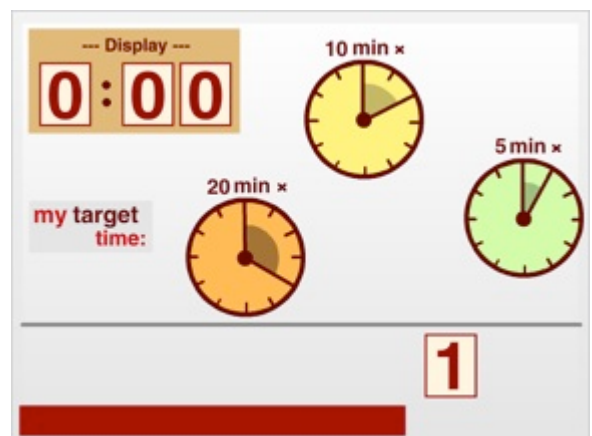 --- Display ---
0:00
10 min ×
5 min ×
20 min ×
my target
time:
1